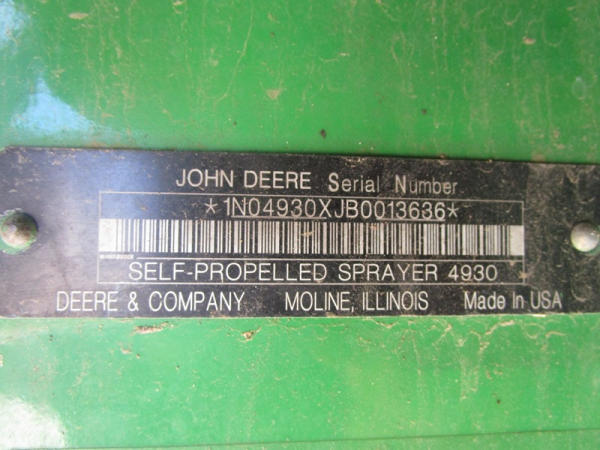 JOHN DEERE Serial Number
*1N04930XJB0013636*
SELF-PROPELLED SPRAYER 4930
DEERE & COMPANY MOLINE, ILLINOIS Made In USA